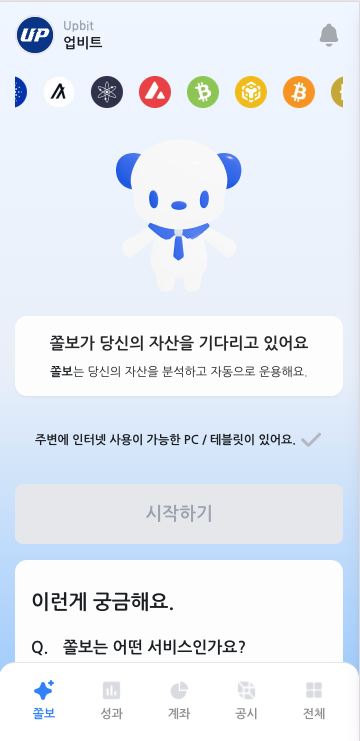 UP
Upbit
업비트
쫄보가 당신의 자산을 기다리고 있어요
쫄보는 당신의 자산을 분석하고 자동으로 운용해요.
주변에 인터넷 사용이 가능한 PC / 태블릿이 있어요.
시작하기
이런게 궁금해요.
Q. 쫄보는 어떤 서비스인가요?
쫄보
성과
계좌
공시
전체